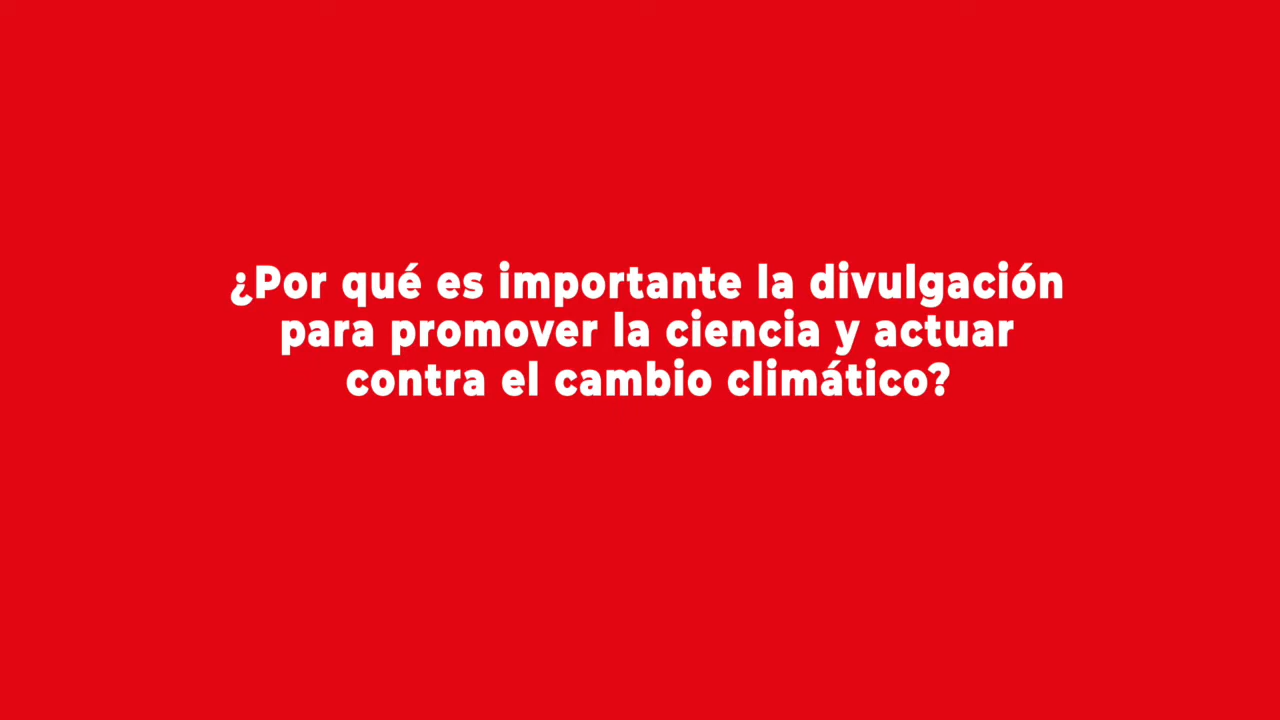 ¿Por qué es importante la divulgación
para promover la ciencia y actuar
contra el cambio climático?